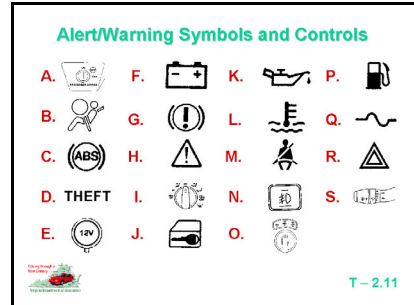 Alert/Warning Symbols and Controls
A. F. K. P.
B. G. L. Q.
C. ABS H. M. R.
D. THEFT I. N. S.
E. 12V J. O.
T – 2.11